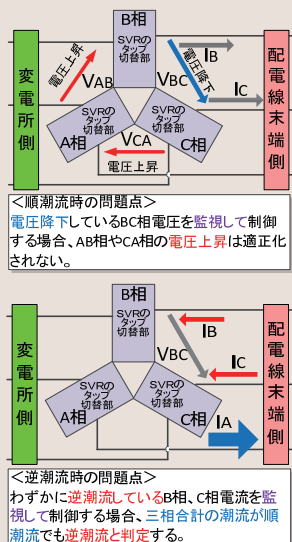 B相
SVRの
タップ
切替部
電圧上昇
電圧降下
IB
VAB
VBC
IC
変電所側
配電線末端側
SVRの
タップ
切替部
SVRの
タップ
切替部
A相
VCA
C相
電圧上昇
＜順潮流時の問題点＞
電圧降下しているBC相電圧を監視して制御
する場合、AB相やCA相の電圧上昇は適正化
されない。
B相
SVRの
タップ
切替部
IB
VBC
IC
変電所側
配電線末端側
SVRの
タップ
切替部
SVRの
タップ
切替部
A相
C相
IA
＜逆潮流時の問題点＞
わずかに逆潮流しているB相、C相電流を監
視して制御する場合、三相合計の潮流が順
潮流でも逆潮流と判定する。